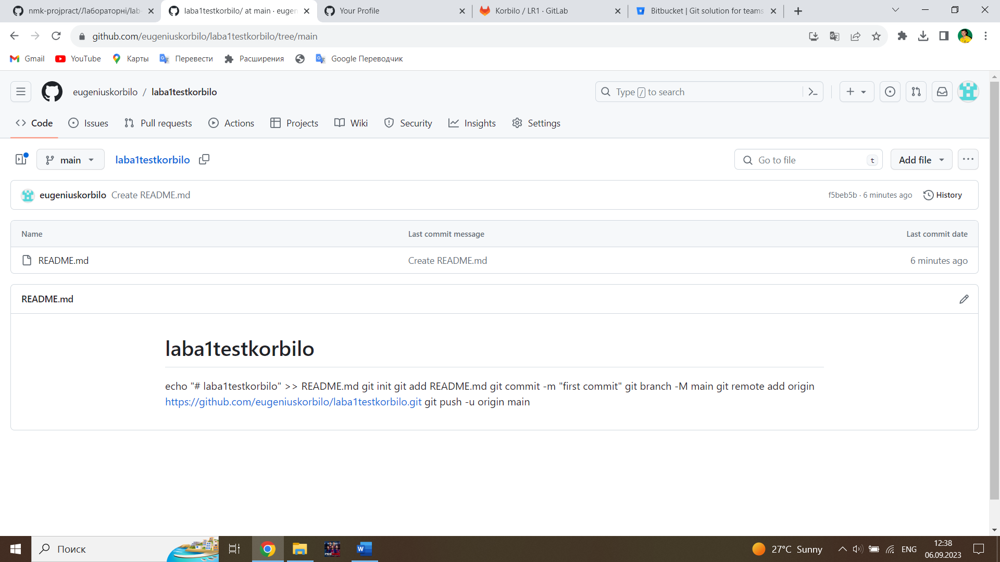 nmk-projpract/Лабораторні/lab-
laba1testkorbilo/ at main · eugen
Your Profile
Korbilo / LR1 · GitLab
Bitbucket | Git solution for teams
github.com/eugeniuskorbilo/laba1testkorbilo/tree/main
Gmail YouTube Карты Перевести Расширения Google Переводчик
eugeniuskorbilo / laba1testkorbilo
Type / to search
Code Issues Pull requests Actions Projects Wiki Security Insights Settings
main laba1testkorbilo Go to file t Add file
eugeniuskorbilo Create README.md f5beb5b · 6 minutes ago History
Name Last commit message Last commit date
README.md Create README.md 6 minutes ago
README.md
laba1testkorbilo
echo "# laba1testkorbilo" >> README.md git init git add README.md git commit -m "first commit" git branch -M main git remote add origin
https://github.com/eugeniuskorbilo/laba1testkorbilo.git git push -u origin main
Поиск
27°C Sunny ENG
12:38
06.09.2023